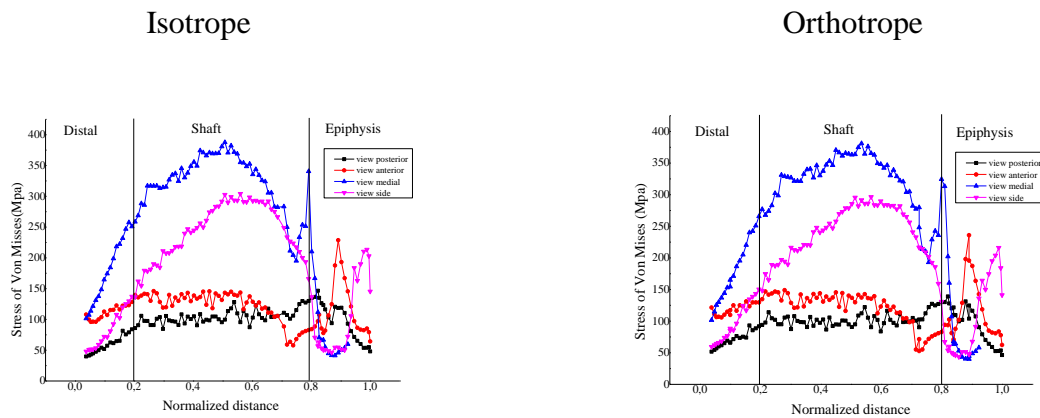 Isotrope
Orthotrope
Stress of Von Misses(Mpa)
400
350
300
250
200
150
100
50
0
Distal
Shaft
Epiphysis
view posterior
view anterior
view medial
view side
0,0
0,2
0,4
0,6
0,8
1,0
Normalized distance
Stress of Von Mises (Mpa)
400
350
300
250
200
150
100
50
0
Distal
Shaft
Epiphysis
view posterior
view anterior
view medial
view side
0,0
0,2
0,4
0,6
0,8
1,0
Normalized distance